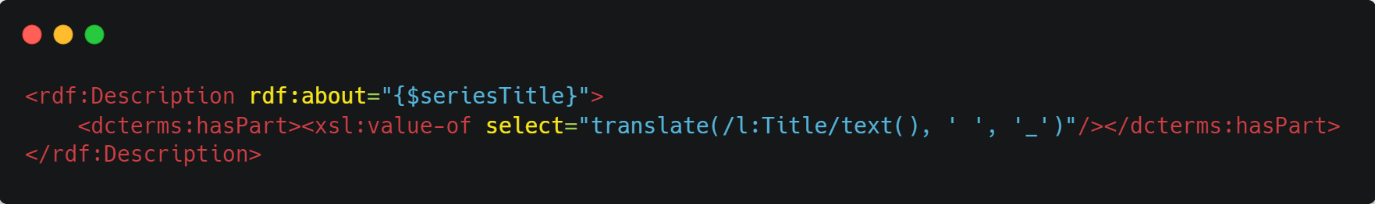 <rdf:Description rdf:about="{$seriesTitle}">
    <dcterms:hasPart><xsl:value-of select="translate(/l:Title/text(), ' ', '_')"/></dcterms:hasPart>
</rdf:Description>